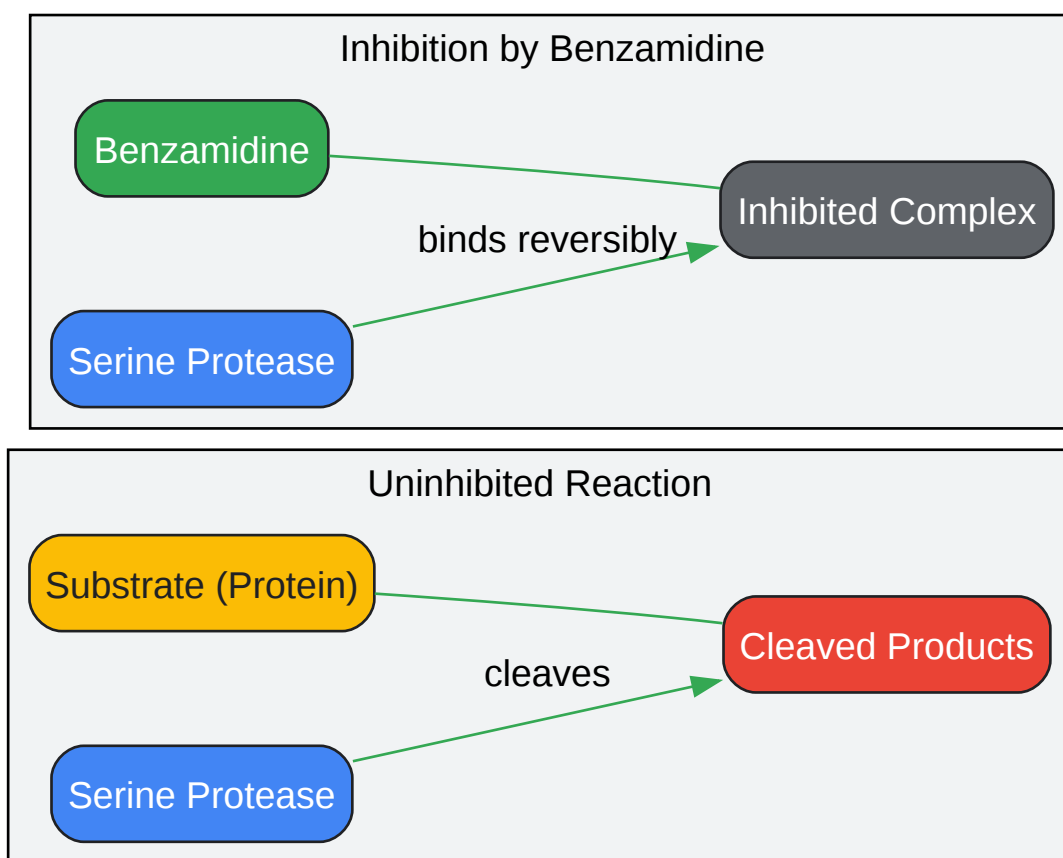 Inhibition by Benzamidine
Benzamidine
Inhibited Complex
binds reversibly
Serine Protease
Uninhibited Reaction
Substrate (Protein)
Cleaved Products
cleaves
Serine Protease